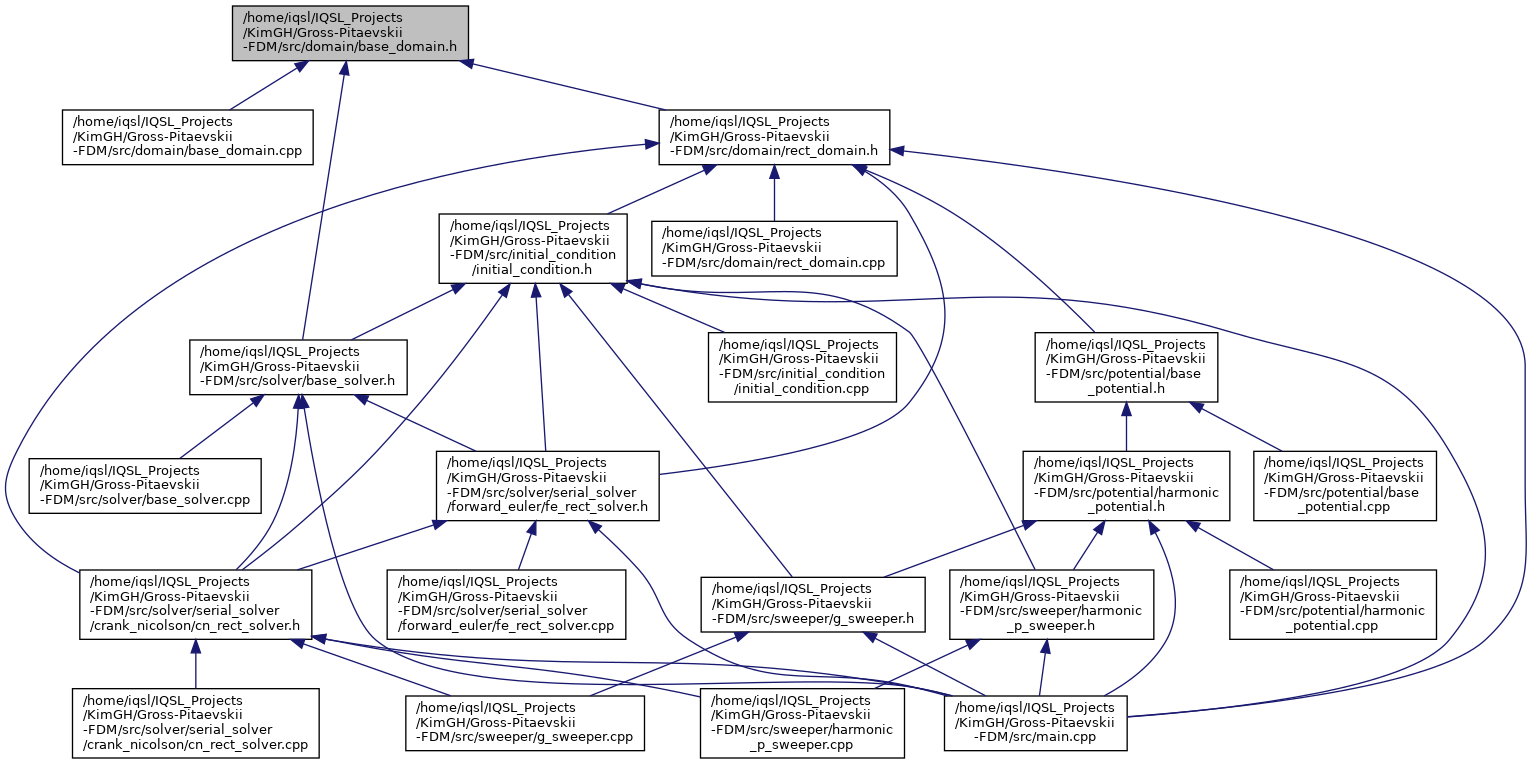 /home/iqsl/IQSL_Projects
/KimGH/Gross-Pitaevskii
-FDM/src/domain/base_domain.h
/home/iqsl/IQSL_Projects
/KimGH/Gross-Pitaevskii
-FDM/src/domain/base_domain.cpp
/home/iqsl/IQSL_Projects
/KimGH/Gross-Pitaevskii
-FDM/src/domain/rect_domain.h
/home/iqsl/IQSL_Projects
/KimGH/Gross-Pitaevskii
-FDM/src/initial_condition
/initial_condition.h
/home/iqsl/IQSL_Projects
/KimGH/Gross-Pitaevskii
-FDM/src/domain/rect_domain.cpp
/home/iqsl/IQSL_Projects
/KimGH/Gross-Pitaevskii
-FDM/src/solver/base_solver.h
/home/iqsl/IQSL_Projects
/KimGH/Gross-Pitaevskii
-FDM/src/initial_condition
/initial_condition.cpp
/home/iqsl/IQSL_Projects
/KimGH/Gross-Pitaevskii
-FDM/src/potential/base
_potential.h
/home/iqsl/IQSL_Projects
/KimGH/Gross-Pitaevskii
-FDM/src/solver/base_solver.cpp
/home/iqsl/IQSL_Projects
/KimGH/Gross-Pitaevskii
-FDM/src/solver/serial_solver
/forward_euler/fe_rect_solver.h
/home/iqsl/IQSL_Projects
/KimGH/Gross-Pitaevskii
-FDM/src/potential/harmonic
_potential.h
/home/iqsl/IQSL_Projects
/KimGH/Gross-Pitaevskii
-FDM/src/potential/base
_potential.cpp
/home/iqsl/IQSL_Projects
/KimGH/Gross-Pitaevskii
-FDM/src/solver/serial_solver
/crank_nicolson/cn_rect_solver.h
/home/iqsl/IQSL_Projects
/KimGH/Gross-Pitaevskii
-FDM/src/solver/serial_solver
/forward_euler/fe_rect_solver.cpp
/home/iqsl/IQSL_Projects
/KimGH/Gross-Pitaevskii
-FDM/src/sweeper/g_sweeper.h
/home/iqsl/IQSL_Projects
/KimGH/Gross-Pitaevskii
-FDM/src/sweeper/harmonic
_p_sweeper.h
/home/iqsl/IQSL_Projects
/KimGH/Gross-Pitaevskii
-FDM/src/potential/harmonic
_potential.cpp
/home/iqsl/IQSL_Projects
/KimGH/Gross-Pitaevskii
-FDM/src/solver/serial_solver
/crank_nicolson/cn_rect_solver.cpp
/home/iqsl/IQSL_Projects
/KimGH/Gross-Pitaevskii
-FDM/src/sweeper/g_sweeper.cpp
/home/iqsl/IQSL_Projects
/KimGH/Gross-Pitaevskii
-FDM/src/sweeper/harmonic
_p_sweeper.cpp
/home/iqsl/IQSL_Projects
/KimGH/Gross-Pitaevskii
-FDM/src/main.cpp